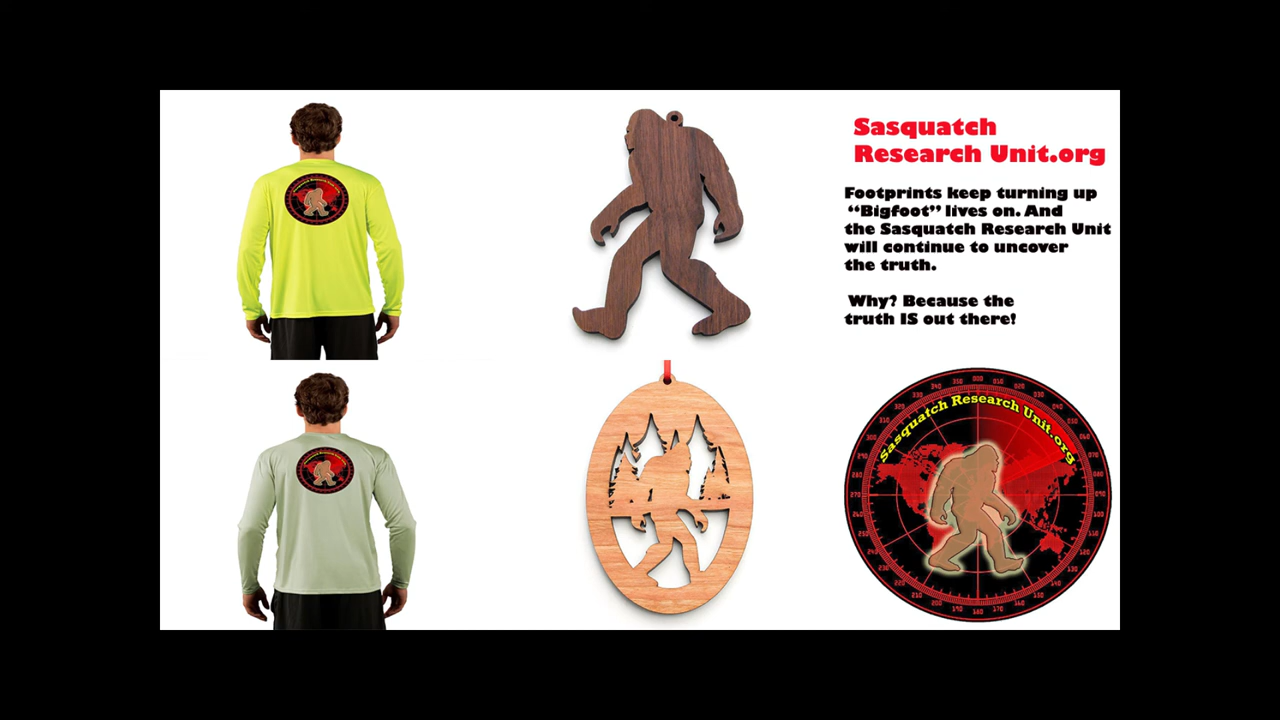 Sasquatch
Research Unit.org
Footprints keep turning up
“Bigfoot” lives on. And
the Sasquatch Research Unit
will continue to uncover
the truth.
Why? Because the
truth IS out there!
Sasquatch Research Unit.org